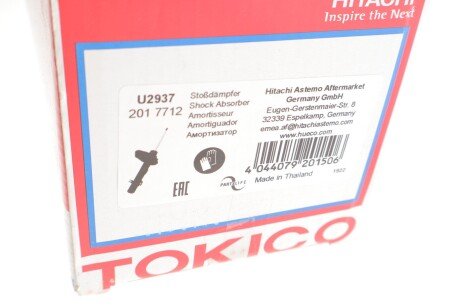 HITACHI
Inspire the Next
U2937
201 7712
Stoßdämpfer
Shock Absorber
Amortisseur
Amortiguador
Амортизатор
Hitachi Astemo Aftermarket
Germany GmbH
Eugen-Gerstenmaier-Str. 8
32339 Espelkamp, Germany
emea.af@hitachiastemo.com
www.hueco.com
4 044079 201506
Made in Thailand
1922
EAC
PARTSLIFE
TOKICO